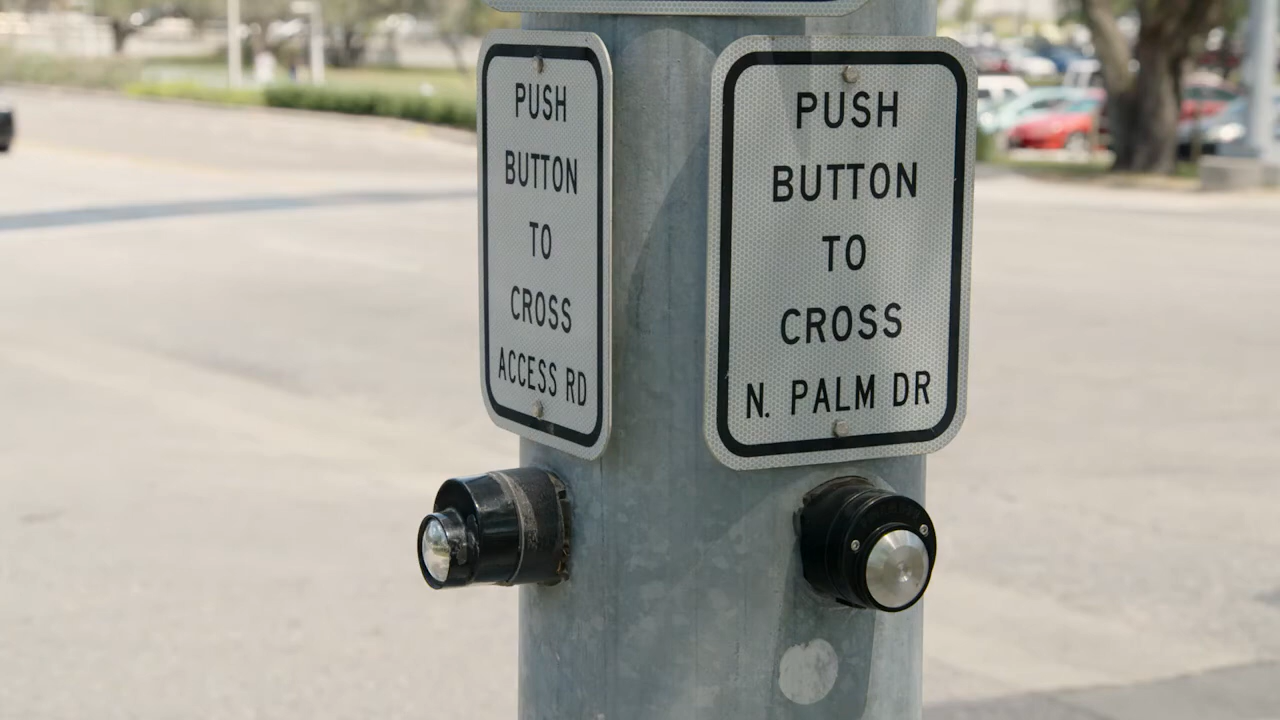 PUSH
BUTTON
TO
CROSS
ACCESS RD
PUSH
BUTTON
TO
CROSS
N. PALM DR